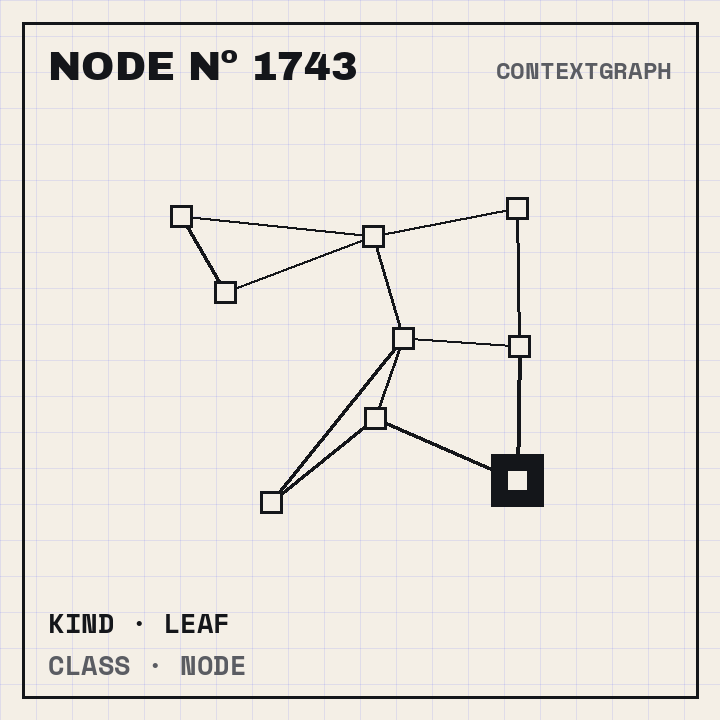 NODE Nº 1743
CONTEXTGRAPH
KIND · LEAF
CLASS · NODE